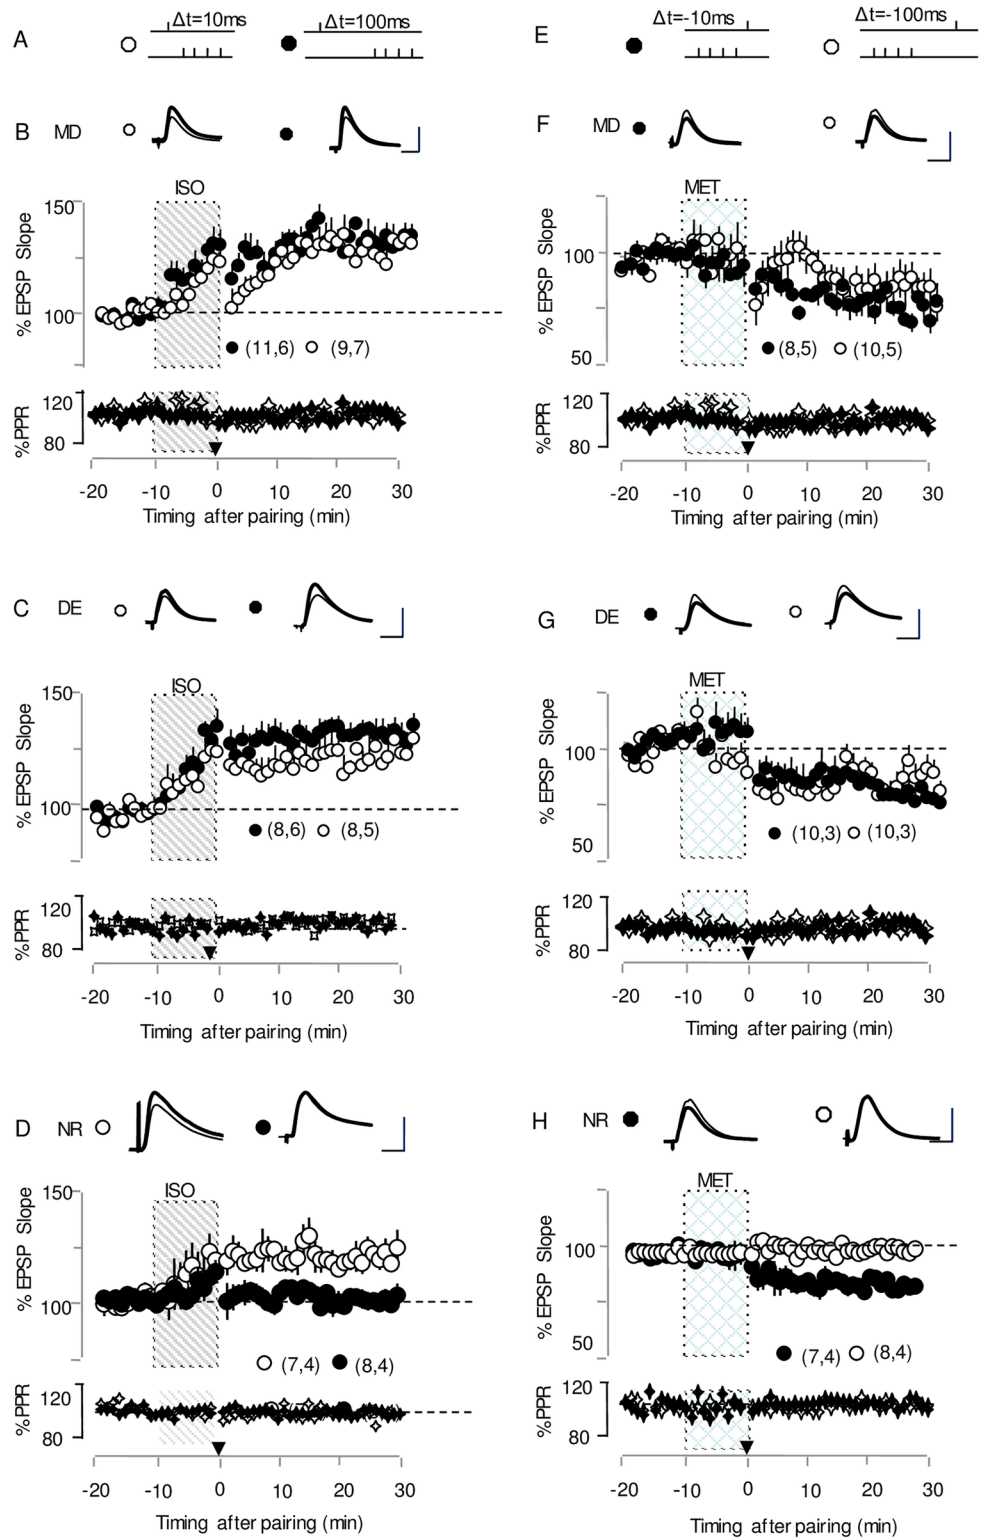 A
Δt=10ms
Δt=100ms
B
MD
ISO
150
100
% EPSP Slope
(11,6)
(9,7)
120
80
%PPR
-20 -10 0 10 20 30
Timing after pairing (min)
C
DE
ISO
150
100
% EPSP Slope
(8,6)
(8,5)
120
80
%PPR
-20 -10 0 10 20 30
Timing after pairing (min)
D
NR
ISO
150
100
% EPSP Slope
(7,4)
(8,4)
120
80
%PPR
-20 -10 0 10 20 30
Timing after pairing (min)
E
Δt=-10ms
Δt=-100ms
F
MD
MET
100
50
% EPSP Slope
(8,5)
(10,5)
120
80
%PPR
-20 -10 0 10 20 30
Timing after pairing (min)
G
DE
MET
100
50
% EPSP Slope
(10,3)
(10,3)
120
80
%PPR
-20 -10 0 10 20 30
Timing after pairing (min)
H
NR
MET
100
50
% EPSP Slope
(7,4)
(8,4)
120
80
%PPR
-20 -10 0 10 20 30
Timing after pairing (min)